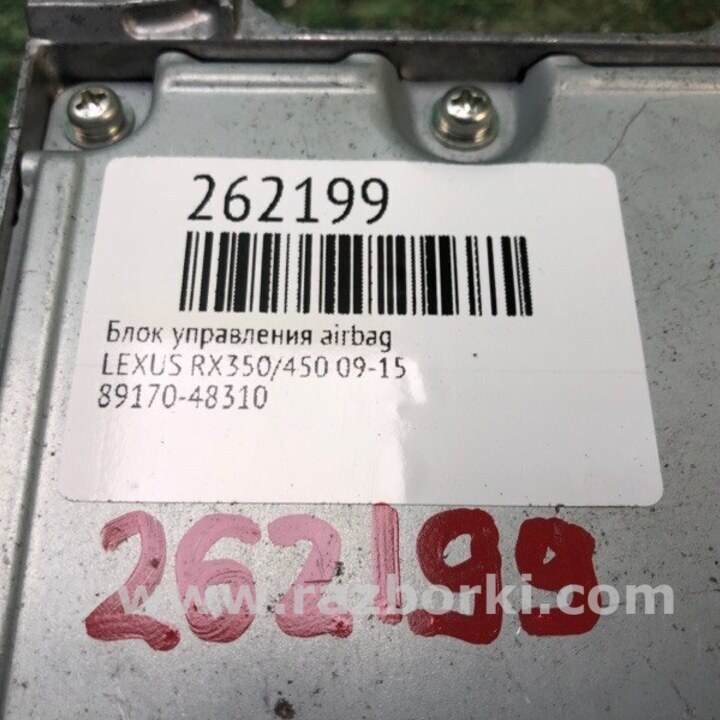 262199
Блок управления airbag
LEXUS RX350/450 09-15
89170-48310
262199
www.razborki.com